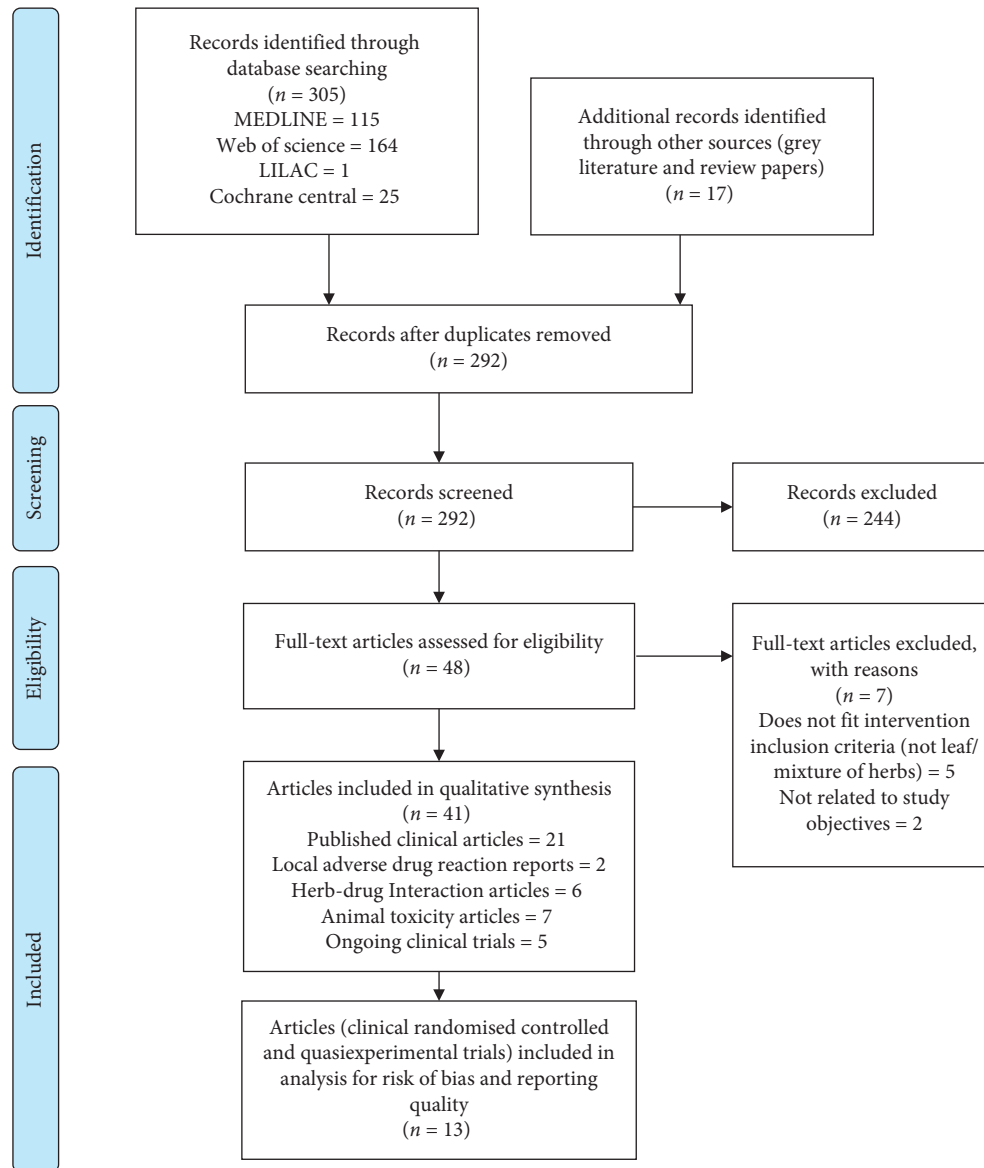 Identification
Records identified through
database searching
(n = 305)
MEDLINE = 115
Web of science = 164
LILAC = 1
Cochrane central = 25
Additional records identified
through other sources (grey
literature and review papers)
(n = 17)
Records after duplicates removed
(n = 292)
Screening
Records screened
(n = 292)
Records excluded
(n = 244)
Eligibility
Full-text articles assessed for eligibility
(n = 48)
Full-text articles excluded,
with reasons
(n = 7)
Does not fit intervention
inclusion criteria (not leaf/
mixture of herbs) = 5
Not related to study
objectives = 2
Included
Articles included in qualitative synthesis
(n = 41)
Published clinical articles = 21
Local adverse drug reaction reports = 2
Herb-drug Interaction articles = 6
Animal toxicity articles = 7
Ongoing clinical trials = 5
Articles (clinical randomised controlled
and quasiexperimental trials) included in
analysis for risk of bias and reporting
quality
(n = 13)